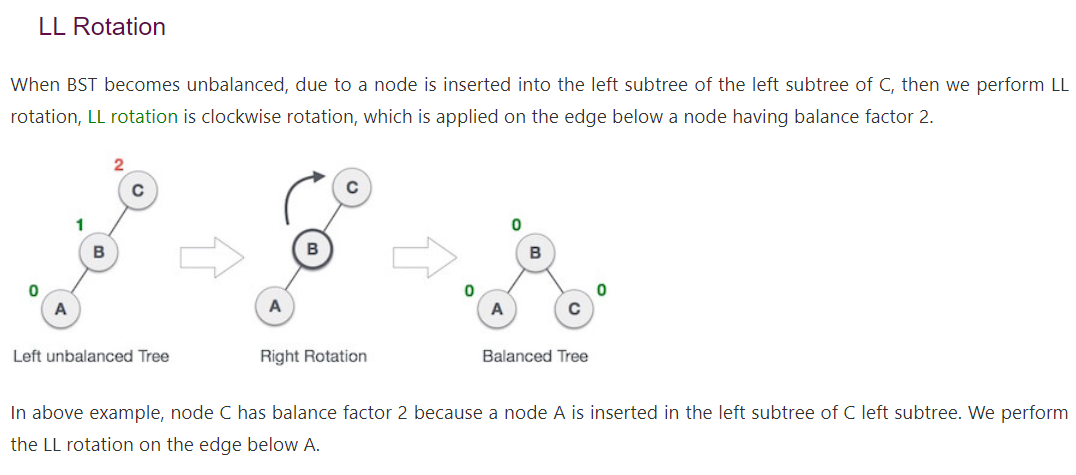 LL Rotation
When BST becomes unbalanced, due to a node is inserted into the left subtree of the left subtree of C, then we perform LL
rotation, LL rotation is clockwise rotation, which is applied on the edge below a node having balance factor 2.
2
C
1
B
0
A
Left unbalanced Tree
C
B
A
Right Rotation
0
B
0
A
0
C
Balanced Tree
In above example, node C has balance factor 2 because a node A is inserted in the left subtree of C left subtree. We perform
the LL rotation on the edge below A.